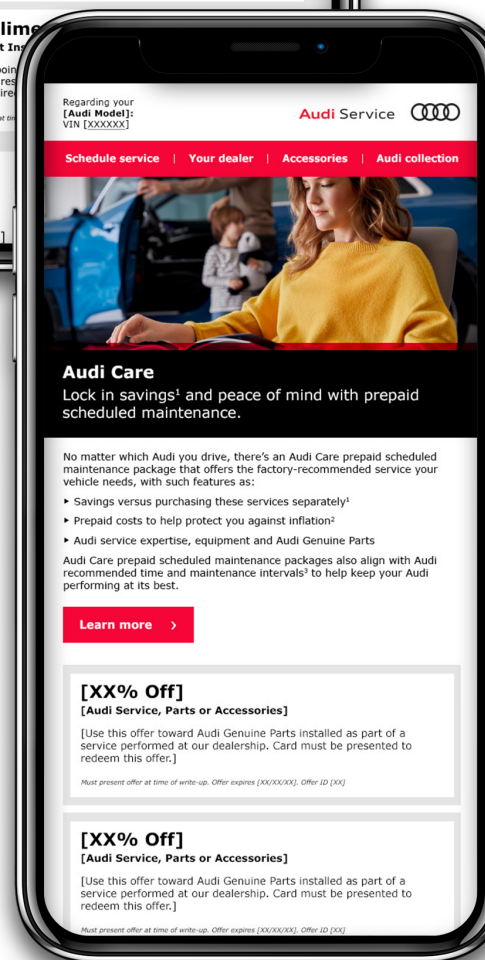 Regarding your
[Audi Model]:
VIN [XXXXXX]
Audi Service
Schedule service | Your dealer | Accessories | Audi collection
Audi Care
Lock in savings¹ and peace of mind with prepaid
scheduled maintenance.
No matter which Audi you drive, there's an Audi Care prepaid scheduled
maintenance package that offers the factory-recommended service your
vehicle needs, with such features as:
▸ Savings versus purchasing these services separately¹
▸ Prepaid costs to help protect you against inflation²
▸ Audi service expertise, equipment and Audi Genuine Parts
Audi Care prepaid scheduled maintenance packages also align with Audi
recommended time and maintenance intervals³ to help keep your Audi
performing at its best.
Learn more >
[XX% Off]
[Audi Service, Parts or Accessories]
[Use this offer toward Audi Genuine Parts installed as part of a
service performed at our dealership. Card must be presented to
redeem this offer.]
Must present offer at time of write-up. Offer expires [XX/XX/XX]. Offer ID [XX]
[XX% Off]
[Audi Service, Parts or Accessories]
[Use this offer toward Audi Genuine Parts installed as part of a
service performed at our dealership. Card must be presented to
redeem this offer.]
Must present offer at time of write-up. Offer expires [XX/XX/XX]. Offer ID [XX]